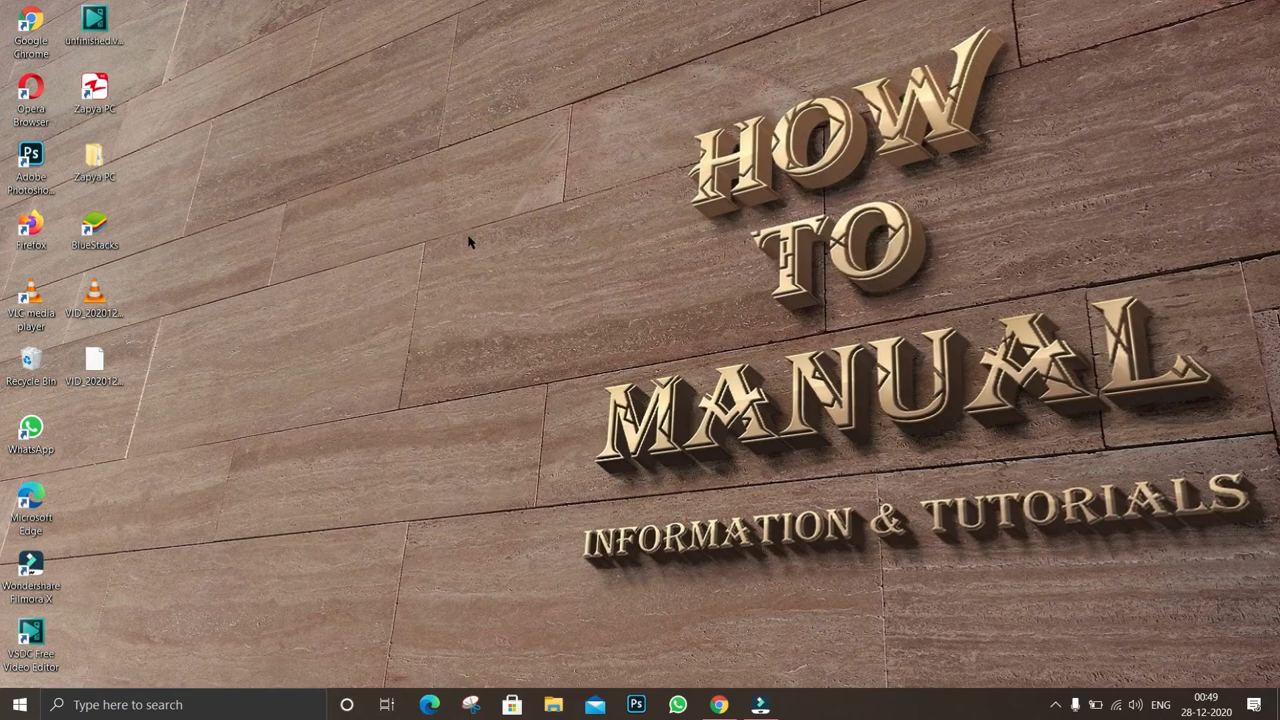 Google
Chrome
unfinished.v...
Opera
Browser
Zapya PC
Adobe
Photosho...
Zapya PC
Firefox
BlueStacks
VLC media
player
VID_202012...
Recycle Bin
VID_202012...
WhatsApp
Microsoft
Edge
Wondershare
Filmora X
VSDC Free
Video Editor
HOW
TO
MANUAL
INFORMATION & TUTORIALS
Type here to search
Ps
ENG
00:49
28-12-2020